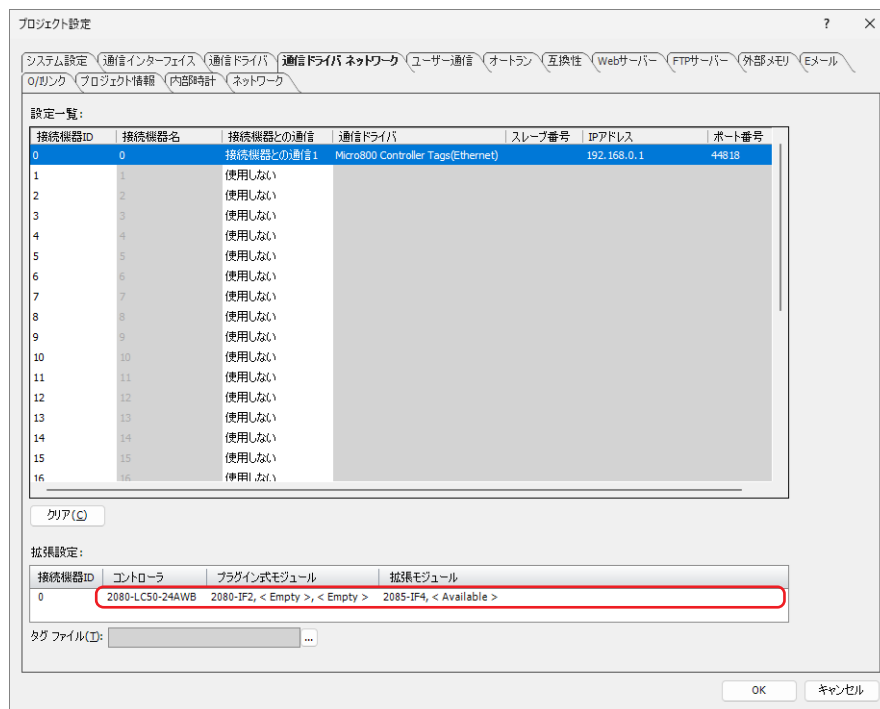 プロジェクト設定 ? ×
システム設定 通信インターフェイス 通信ドライバ 通信ドライバ ネットワーク ユーザー通信 オートラン 互換性 Webサーバー FTPサーバー 外部メモリ Eメール
O/Iリンク プロジェクト情報 内部時計 ネットワーク
設定一覧:
接続機器ID 接続機器名 接続機器との通信 通信ドライバ スレーブ番号 IPアドレス ポート番号
0 0 接続機器との通信1 Micro800 Controller Tags(Ethernet) 192.168.0.1 44818
1 1 使用しない
2 2 使用しない
3 3 使用しない
4 4 使用しない
5 5 使用しない
6 6 使用しない
7 7 使用しない
8 8 使用しない
9 9 使用しない
10 10 使用しない
11 11 使用しない
12 12 使用しない
13 13 使用しない
14 14 使用しない
15 15 使用しない
16 16 使用しない
クリア(C)
拡張設定:
接続機器ID コントローラ プラグイン式モジュール 拡張モジュール
0 2080-LC50-24AWB 2080-IF2, < Empty >, < Empty > 2085-IF4, < Available >
タグ ファイル(T): ...
OK キャンセル